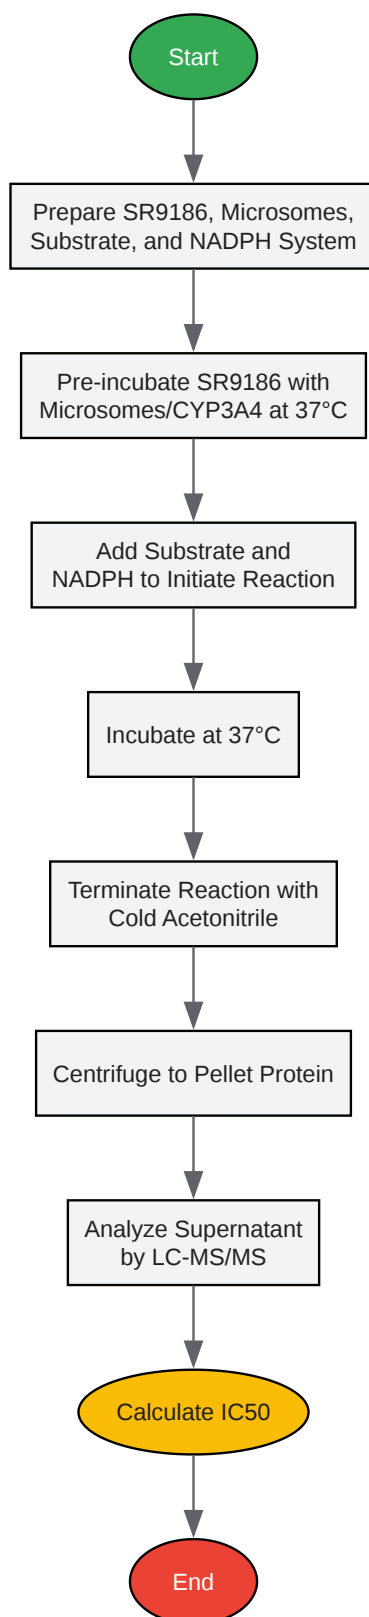 Start
Prepare SR9186, Microsomes,
Substrate, and NADPH System
Pre-incubate SR9186 with
Microsomes/CYP3A4 at 37°C
Add Substrate and
NADPH to Initiate Reaction
Incubate at 37°C
Terminate Reaction with
Cold Acetonitrile
Centrifuge to Pellet Protein
Analyze Supernatant
by LC-MS/MS
Calculate IC50
End